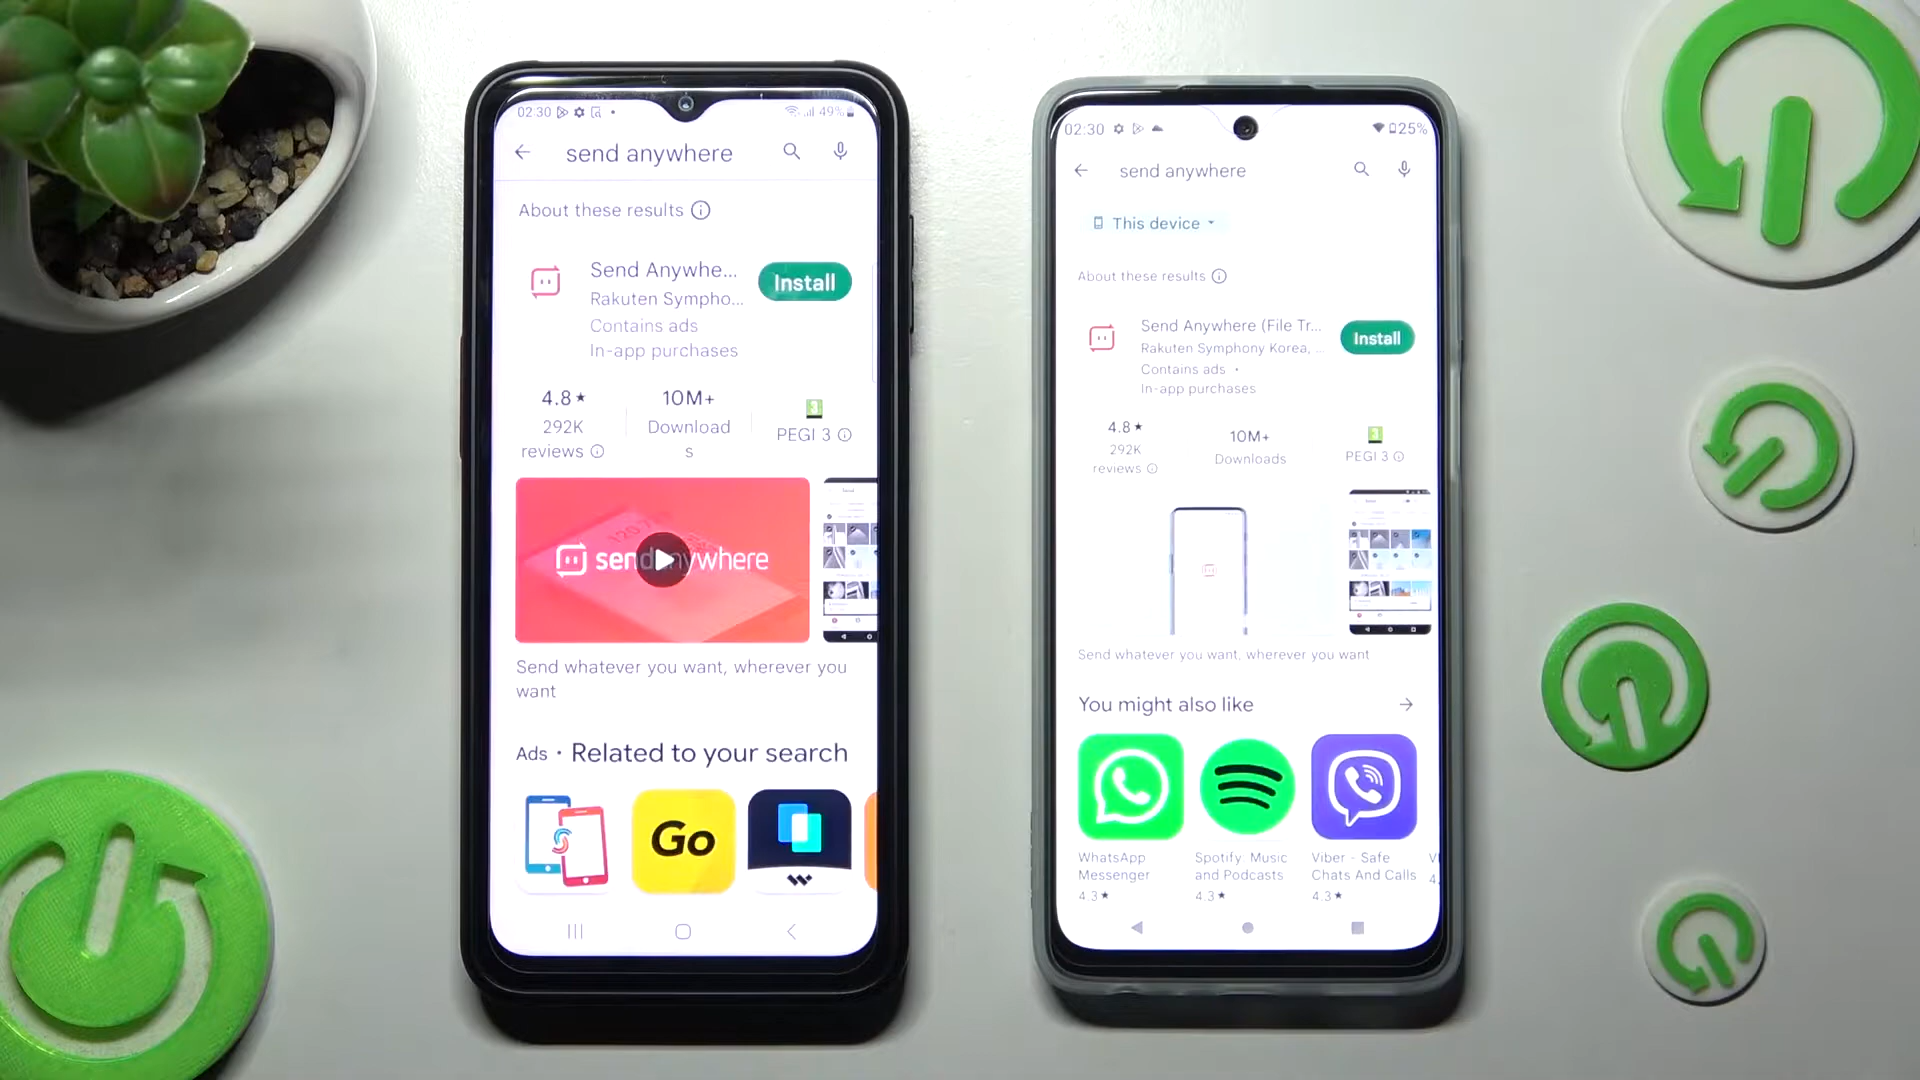 02:30
49%
send anywhere
About these results
Send Anywhe...
Install
Rakuten Sympho...
Contains ads
In-app purchases
4.8★
292K
reviews
10M+
Download
s
3
PEGI 3
sendanywhere
Send whatever you want, wherever you
want
Ads • Related to your search
Go
02:30
25%
send anywhere
This device
About these results
Send Anywhere (File Tr...
Install
Rakuten Symphony Korea, ...
Contains ads •
In-app purchases
4.8★
292K
reviews
10M+
Downloads
3
PEGI 3
Send whatever you want, wherever you want
You might also like
WhatsApp
Messenger
4.3★
Spotify: Music
and Podcasts
4.3★
Viber - Safe
Chats And Calls
4.3★